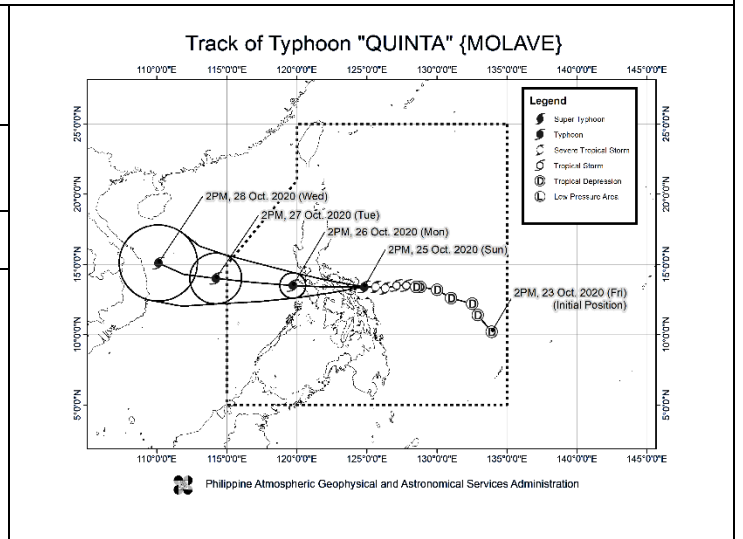 Track of Typhoon "QUINTA" {MOLAVE}
110°0'0"E 115°0'0"E 120°0'0"E 125°0'0"E 130°0'0"E 135°0'0"E 140°0'0"E 145°0'0"E
25°0'0"N 25°0'0"N
20°0'0"N 20°0'0"N
15°0'0"N 15°0'0"N
10°0'0"N 10°0'0"N
5°0'0"N 5°0'0"N
Legend
Super Typhoon
Typhoon
Severe Tropical Storm
Tropical Storm
D Tropical Depression
L Low Pressure Area
2PM, 28 Oct. 2020 (Wed)
2PM, 27 Oct. 2020 (Tue)
2PM, 26 Oct. 2020 (Mon)
2PM, 25 Oct. 2020 (Sun)
2PM, 23 Oct. 2020 (Fri)
(Initial Position)
D D D D D D D
110°0'0"E 115°0'0"E 120°0'0"E 125°0'0"E 130°0'0"E 135°0'0"E 140°0'0"E 145°0'0"E
Philippine Atmospheric Geophysical and Astronomical Services Administration